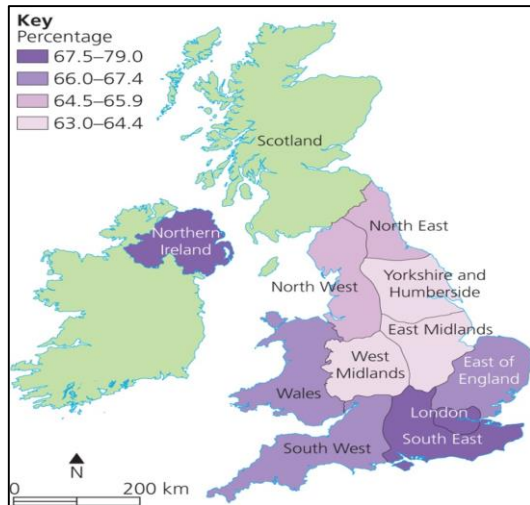 Key
Percentage
67.5–79.0
66.0–67.4
64.5–65.9
63.0–64.4
Scotland
Northern
Ireland
North East
North West
Yorkshire and
Humberside
East Midlands
West
Midlands
East of
England
Wales
London
South East
South West
N
0 200 km